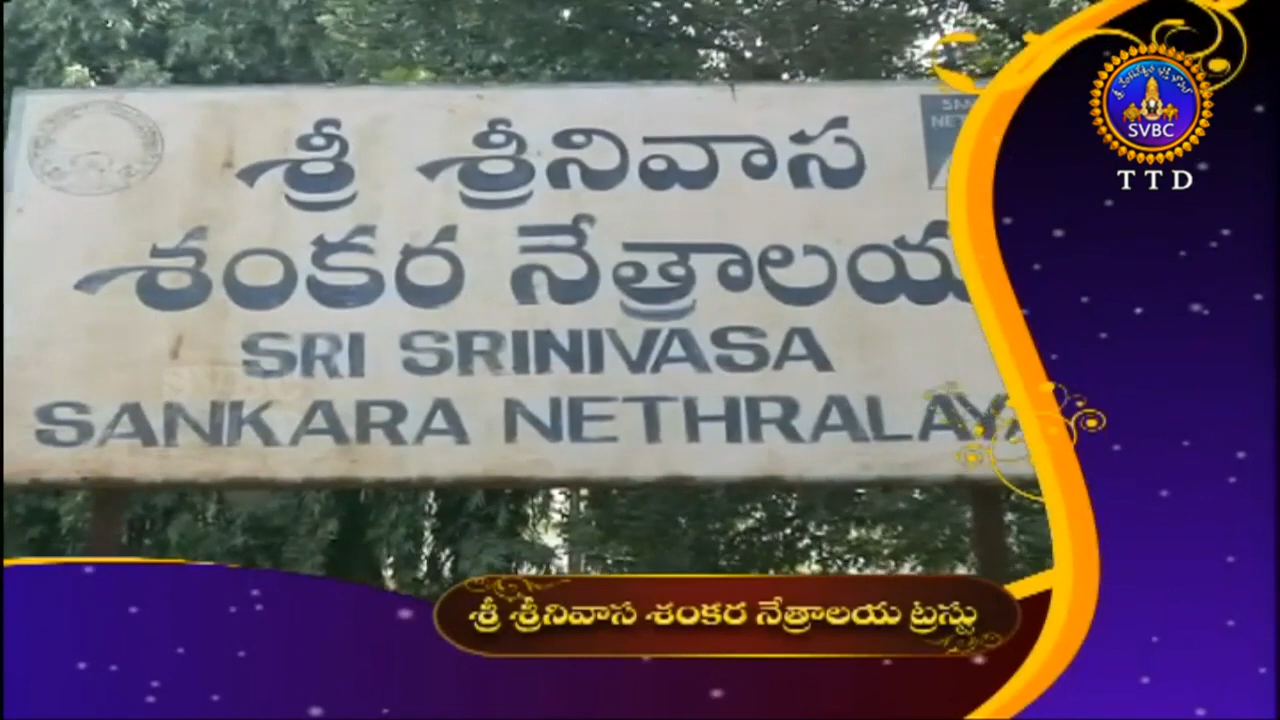 శ్రీ శ్రీనివాస
శంకర నేత్రాలయ
SRI SRINIVASA
SANKARA NETHRALAYA
SVBC
TTD
శ్రీ శ్రీనివాస శంకర నేత్రాలయ ట్రస్టు